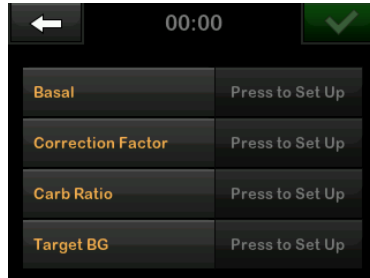 00:00
Basal Press to Set Up
Correction Factor Press to Set Up
Carb Ratio Press to Set Up
Target BG Press to Set Up